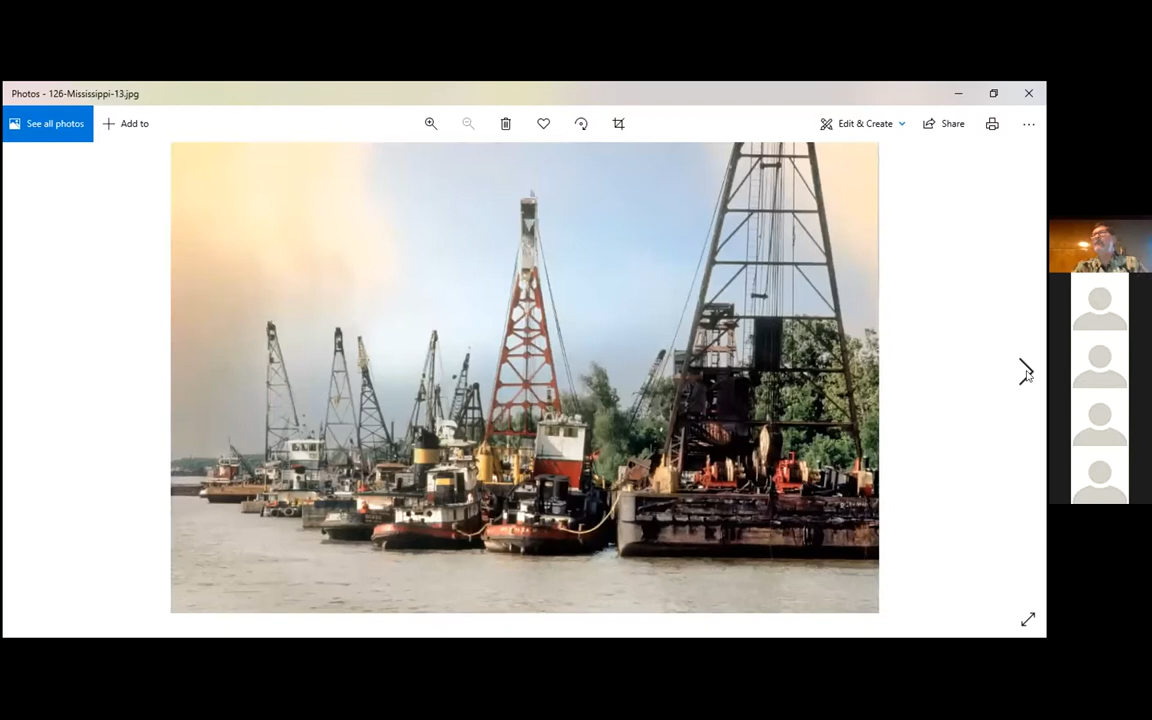 Photos - 126-Mississippi-13.jpg
See all photos
Add to
Edit & Create
Share